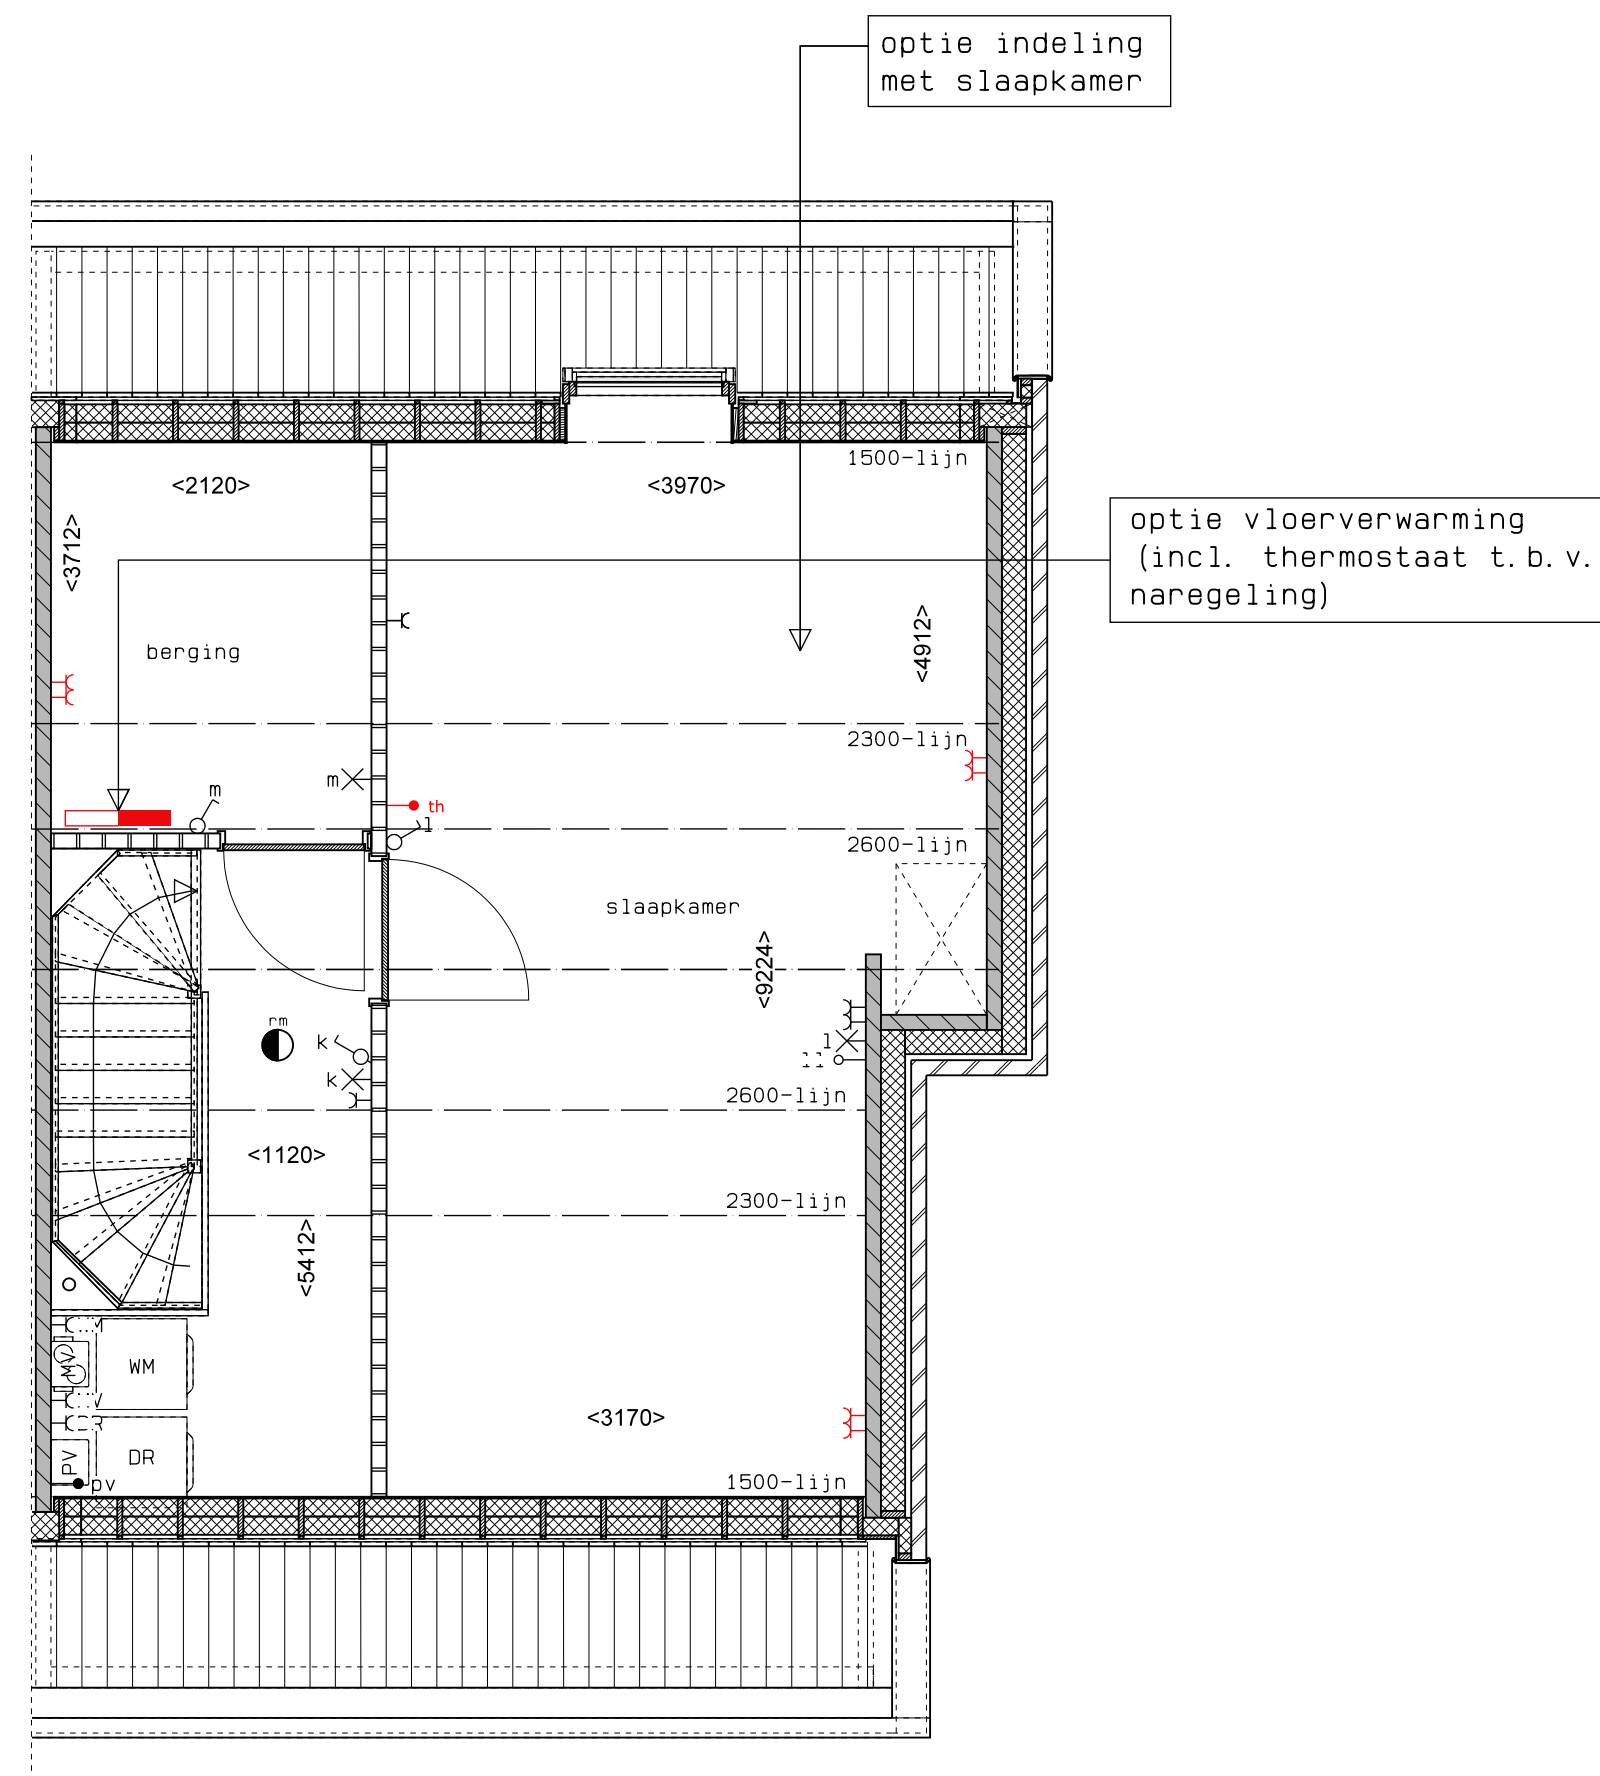 optie indeling
met slaapkamer
1500-lijn
<2120>
<3970>
<3712>
optie vloerverwarming
(incl. thermostaat t.b.v.
naregeling)
<4912>
berging
2300-lijn
m
m
th
l
2600-lijn
slaapkamer
<9224>
rm
k
l
k
2600-lijn
<1120>
2300-lijn
<5412>
MV
WM
<3170>
PV
DR
pv
1500-lijn